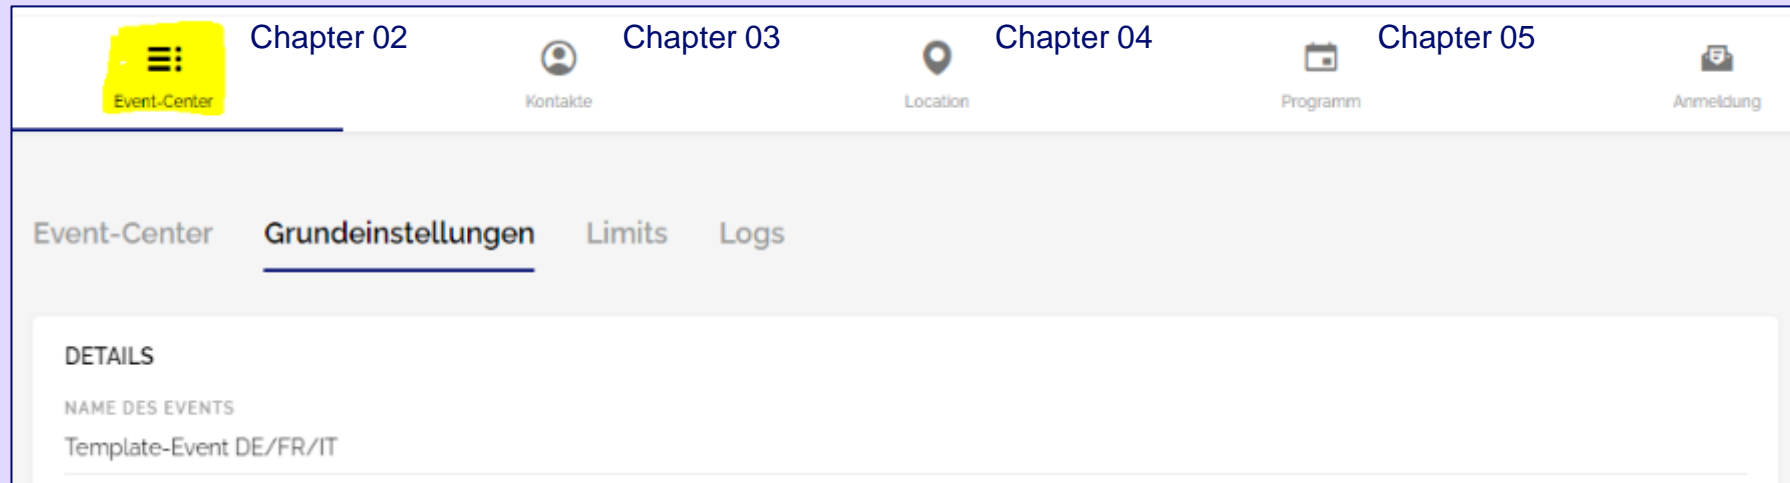 Chapter 02 Chapter 03 Chapter 04 Chapter 05
Event-Center Kontakte Location Programm Anmeldung
Event-Center Grundeinstellungen Limits Logs
DETAILS
NAME DES EVENTS
Template-Event DE/FR/IT